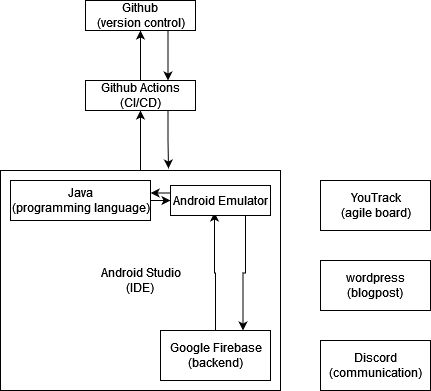 Github
(version control)
Github Actions
(CI/CD)
Java
(programming language)
Android Emulator
YouTrack
(agile board)
Android Studio
(IDE)
wordpress
(blogpost)
Google Firebase
(backend)
Discord
(communication)